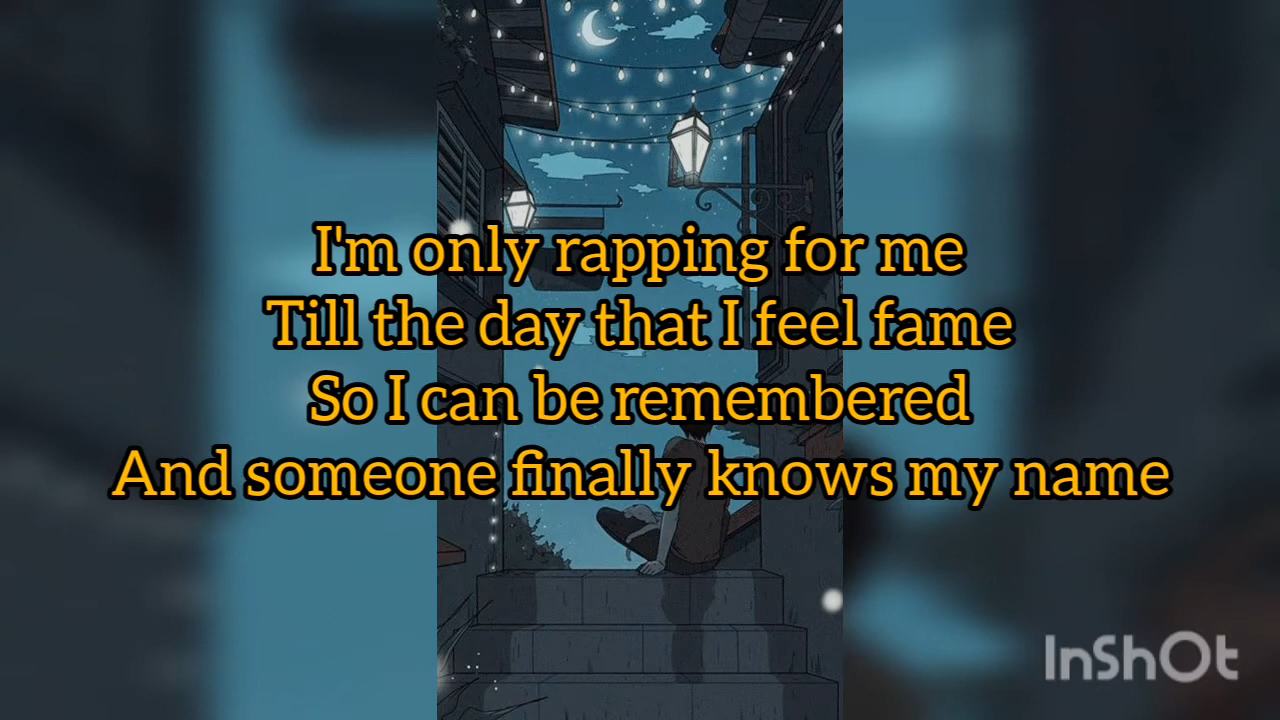 I'm only rapping for me
Till the day that I feel fame
So I can be remembered
And someone finally knows my name
InShOt